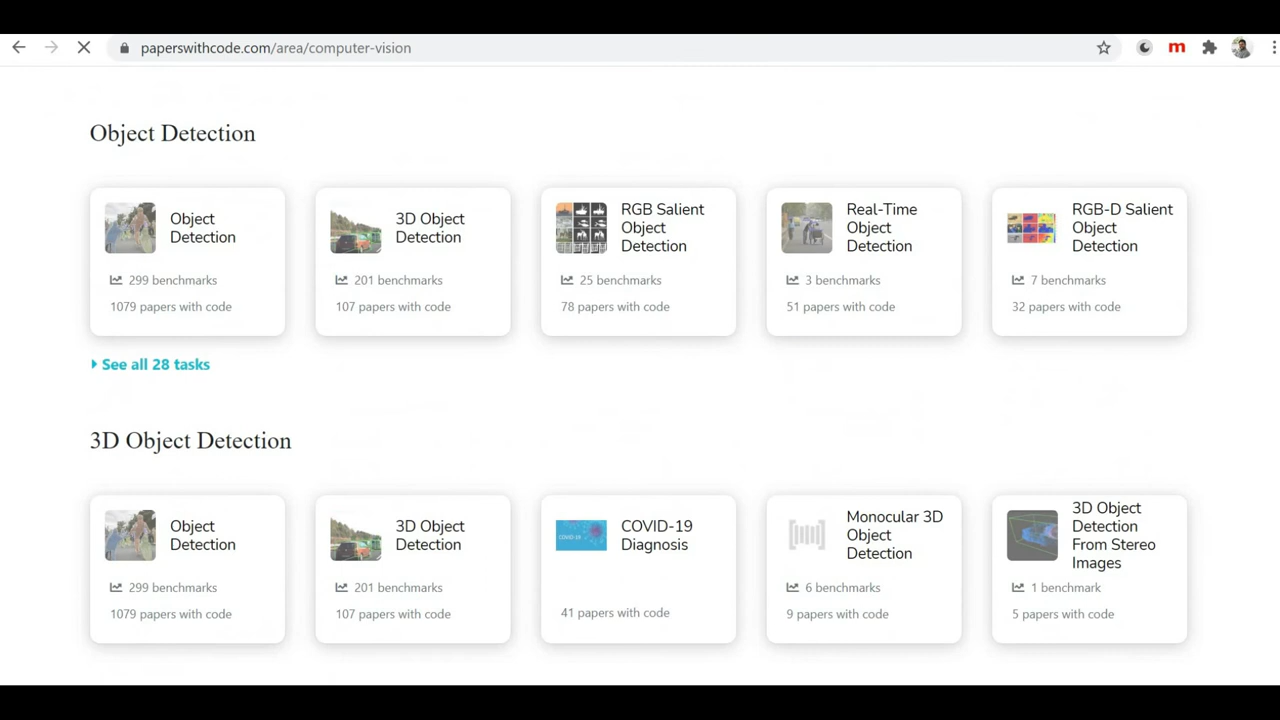 paperswithcode.com/area/computer-vision
m
Object Detection
Object
Detection
299 benchmarks
1079 papers with code
3D Object
Detection
201 benchmarks
107 papers with code
RGB Salient
Object
Detection
25 benchmarks
78 papers with code
Real-Time
Object
Detection
3 benchmarks
51 papers with code
RGB-D Salient
Object
Detection
7 benchmarks
32 papers with code
See all 28 tasks
3D Object Detection
Object
Detection
299 benchmarks
1079 papers with code
3D Object
Detection
201 benchmarks
107 papers with code
COVID-19
COVID-19
Diagnosis
41 papers with code
Monocular 3D
Object
Detection
6 benchmarks
9 papers with code
3D Object
Detection
From Stereo
Images
1 benchmark
5 papers with code